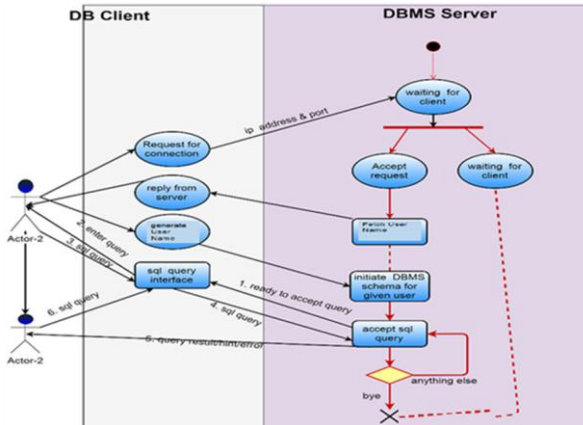 DB Client
DBMS Server
waiting for
client
ip address & port
Request for
connection
Accept
request
waiting for
client
reply from
server
Actor-2
2. enter query
generate
User
Name
Fetch User
Name
3. sql query
sql query
interface
initiate DBMS
schema for
given user
1. ready to accept query
6. sql query
4. sql query
accept sql
query
5. query result/hint/error
Actor-2
anything else
bye